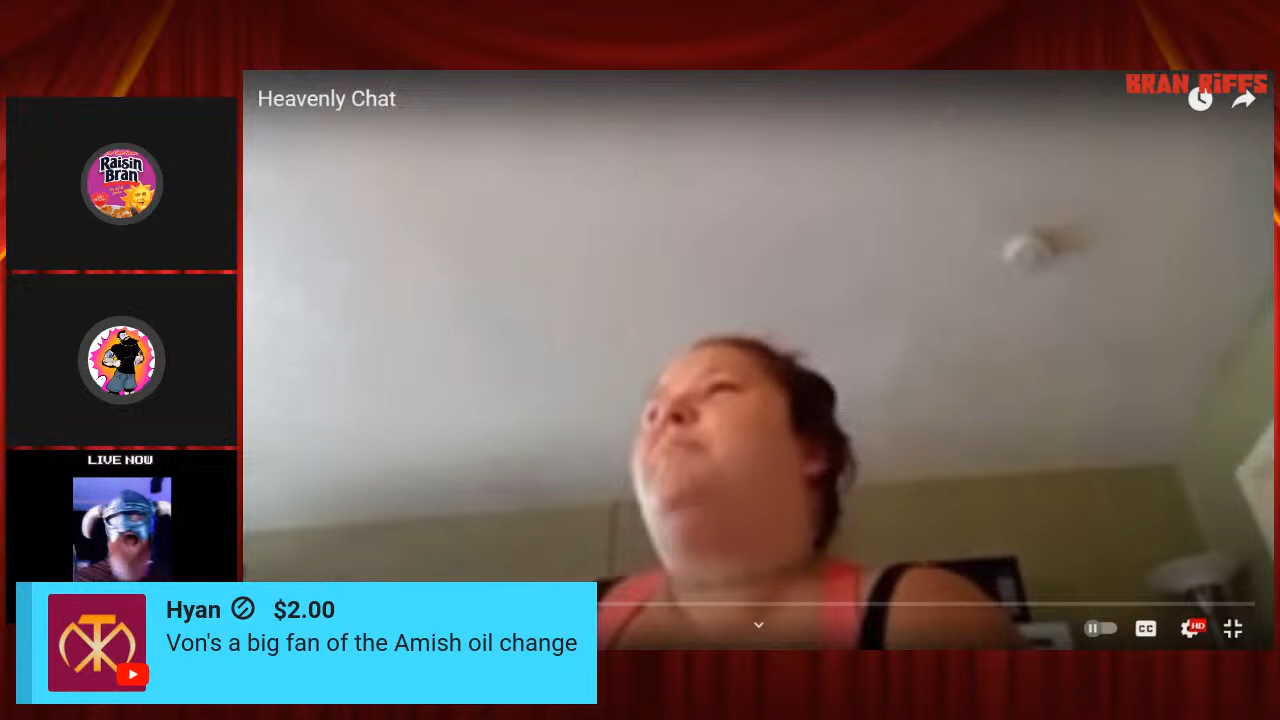 BRAN RiFFS
Heavenly Chat
Raisin
Bran
LIVE NOW
Hyan $2.00
Von's a big fan of the Amish oil change
CC
HD